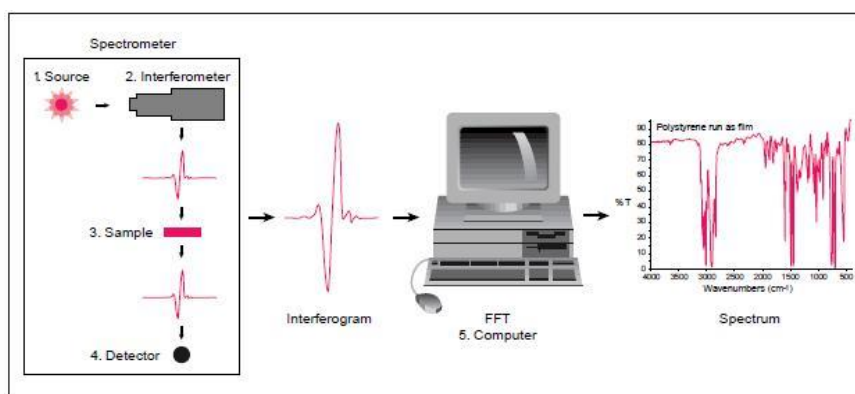 Spectrometer
1. Source
2. Interferometer
3. Sample
4. Detector
Interferogram
FFT
5. Computer
Polystyrene run as film
90
80
70
60
50
40
30
20
10
0
%T
4000 3500 3000 2500 2000 1500 1000 500
Wavenumbers (cm-1)
Spectrum